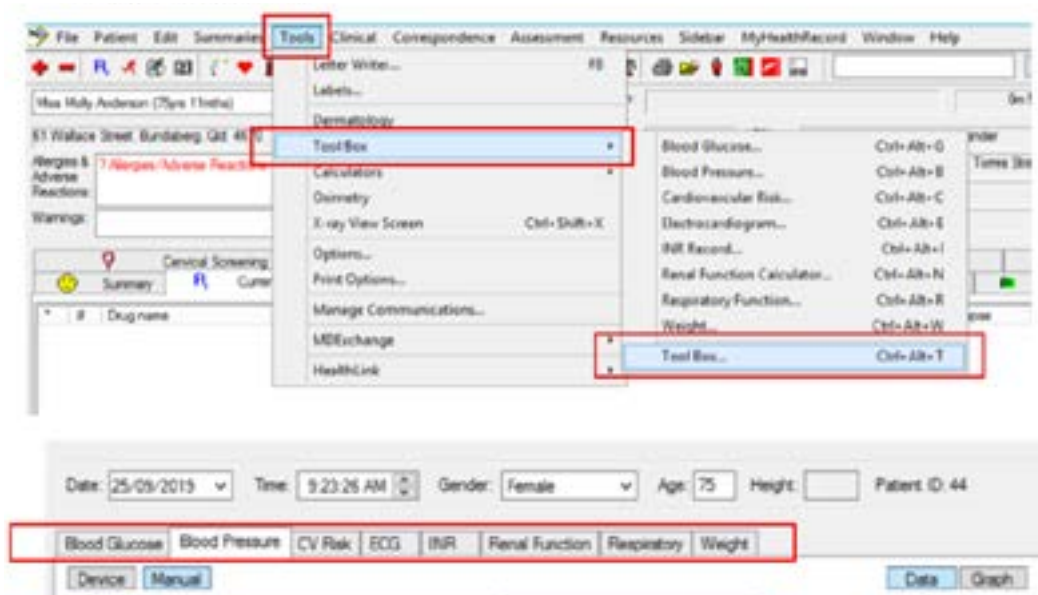 File Patient Edit Summaries Tools Clinical Correspondence Assessment Resources Sidebar MyHealthRecord Window Help
Miss Molly Anderson (75yrs 11mths)
61 Wallace Street, Bundaberg, Qld
Allergies & Adverse Reactions:
? Allergies/Adverse Reactions
Warnings:
Cervical Screening
Summary Rx
* # Drug name
Letter Writer... F8
Labels...
Dermatology
Tool Box
Calculators
Oximetry
X-ray View Screen Ctrl+Shift+X
Options...
Print Options...
Manage Communications...
MDExchange
HealthLink
Blood Glucose... Ctrl+Alt+G
Blood Pressure... Ctrl+Alt+B
Cardiovascular Risk... Ctrl+Alt+C
Electrocardiogram... Ctrl+Alt+E
INR Record... Ctrl+Alt+I
Renal Function Calculator... Ctrl+Alt+N
Respiratory Function... Ctrl+Alt+R
Weight... Ctrl+Alt+W
Tool Box... Ctrl+Alt+T
Date: 25/09/2019 Time: 9:23:26 AM Gender: Female Age: 75 Height: Patient ID: 44
Blood Glucose Blood Pressure CV Risk ECG INR Renal Function Respiratory Weight
Device Manual Data Graph